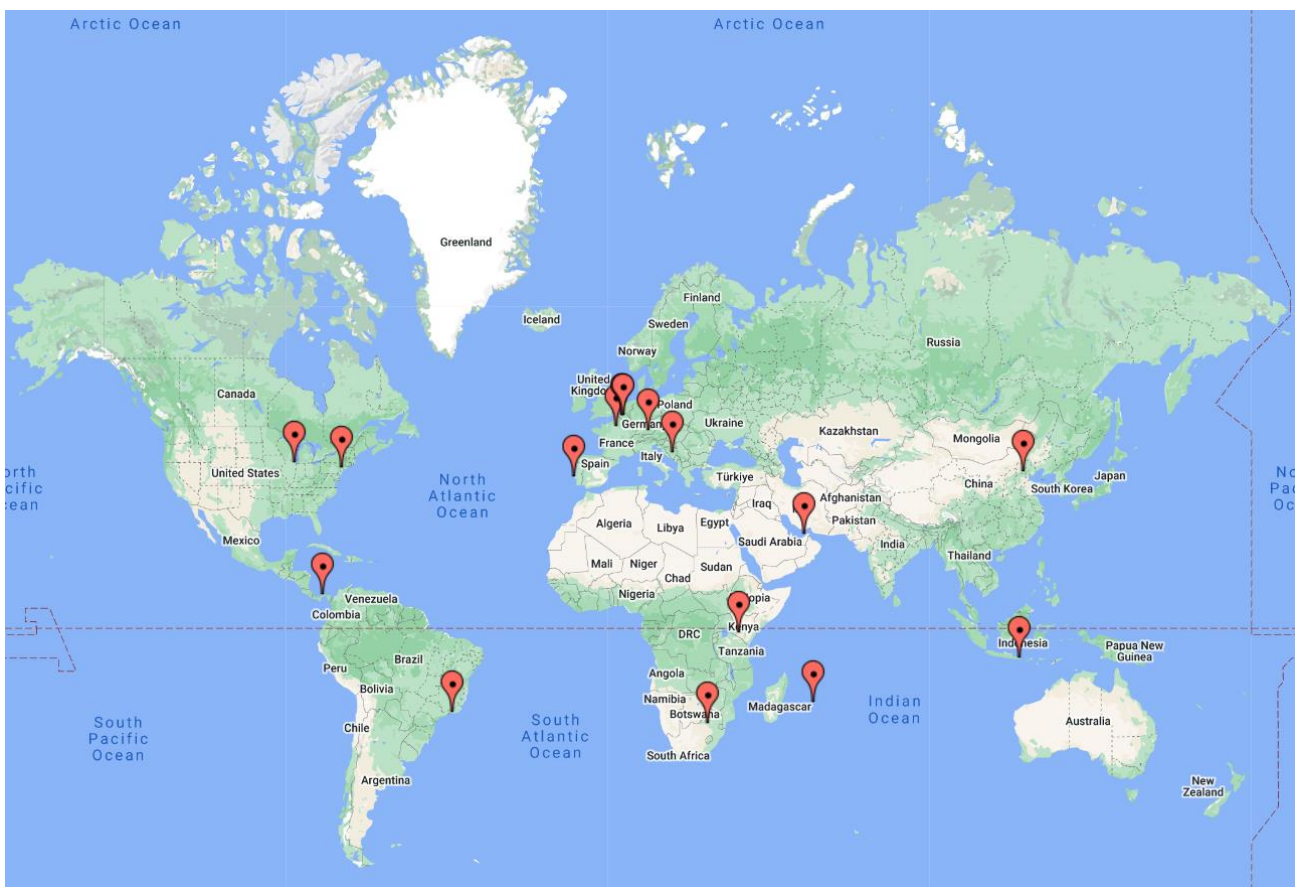 Arctic Ocean
Arctic Ocean
Greenland
Iceland
Finland
Sweden
Norway
Russia
Canada
United
Poland
Ukraine
Kazakhstan
Mongolia
France
Italy
Spain
United States
North
Atlantic
Ocean
Türkiye
China
South Korea
Japan
Afghanistan
Iraq
Pakistan
Algeria
Libya
Egypt
Saudi Arabia
India
Mexico
Mali
Niger
Chad
Sudan
Thailand
Nigeria
Venezuela
Colombia
DRC
Kenya
Tanzania
Indonesia
Papua New
Guinea
Peru
Brazil
Bolivia
Angola
Namibia
Botswana
Madagascar
Indian
Ocean
South
Pacific
Ocean
Chile
South
Atlantic
Ocean
South Africa
Australia
Argentina
New
Zealand